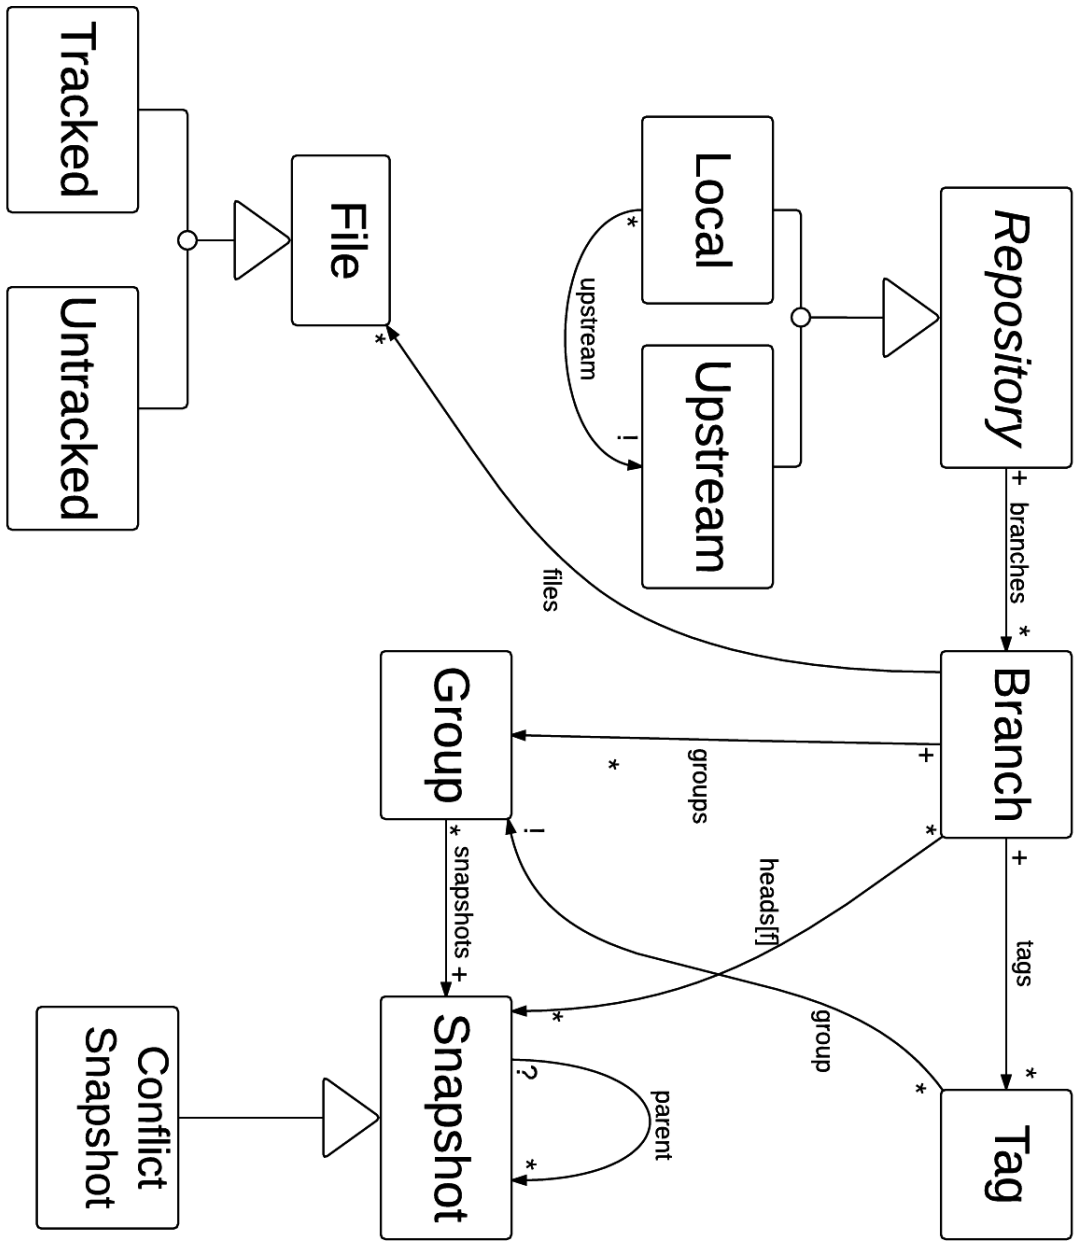 Repository
+
branches
*
Branch
+
tags
*
Tag
+
*
*
group
heads[f]
Local
Upstream
groups
parent
*
!
*
upstream
files
!
*
?
*
Group
*
snapshots
+
Snapshot
*
File
Conflict
Snapshot
Tracked
Untracked